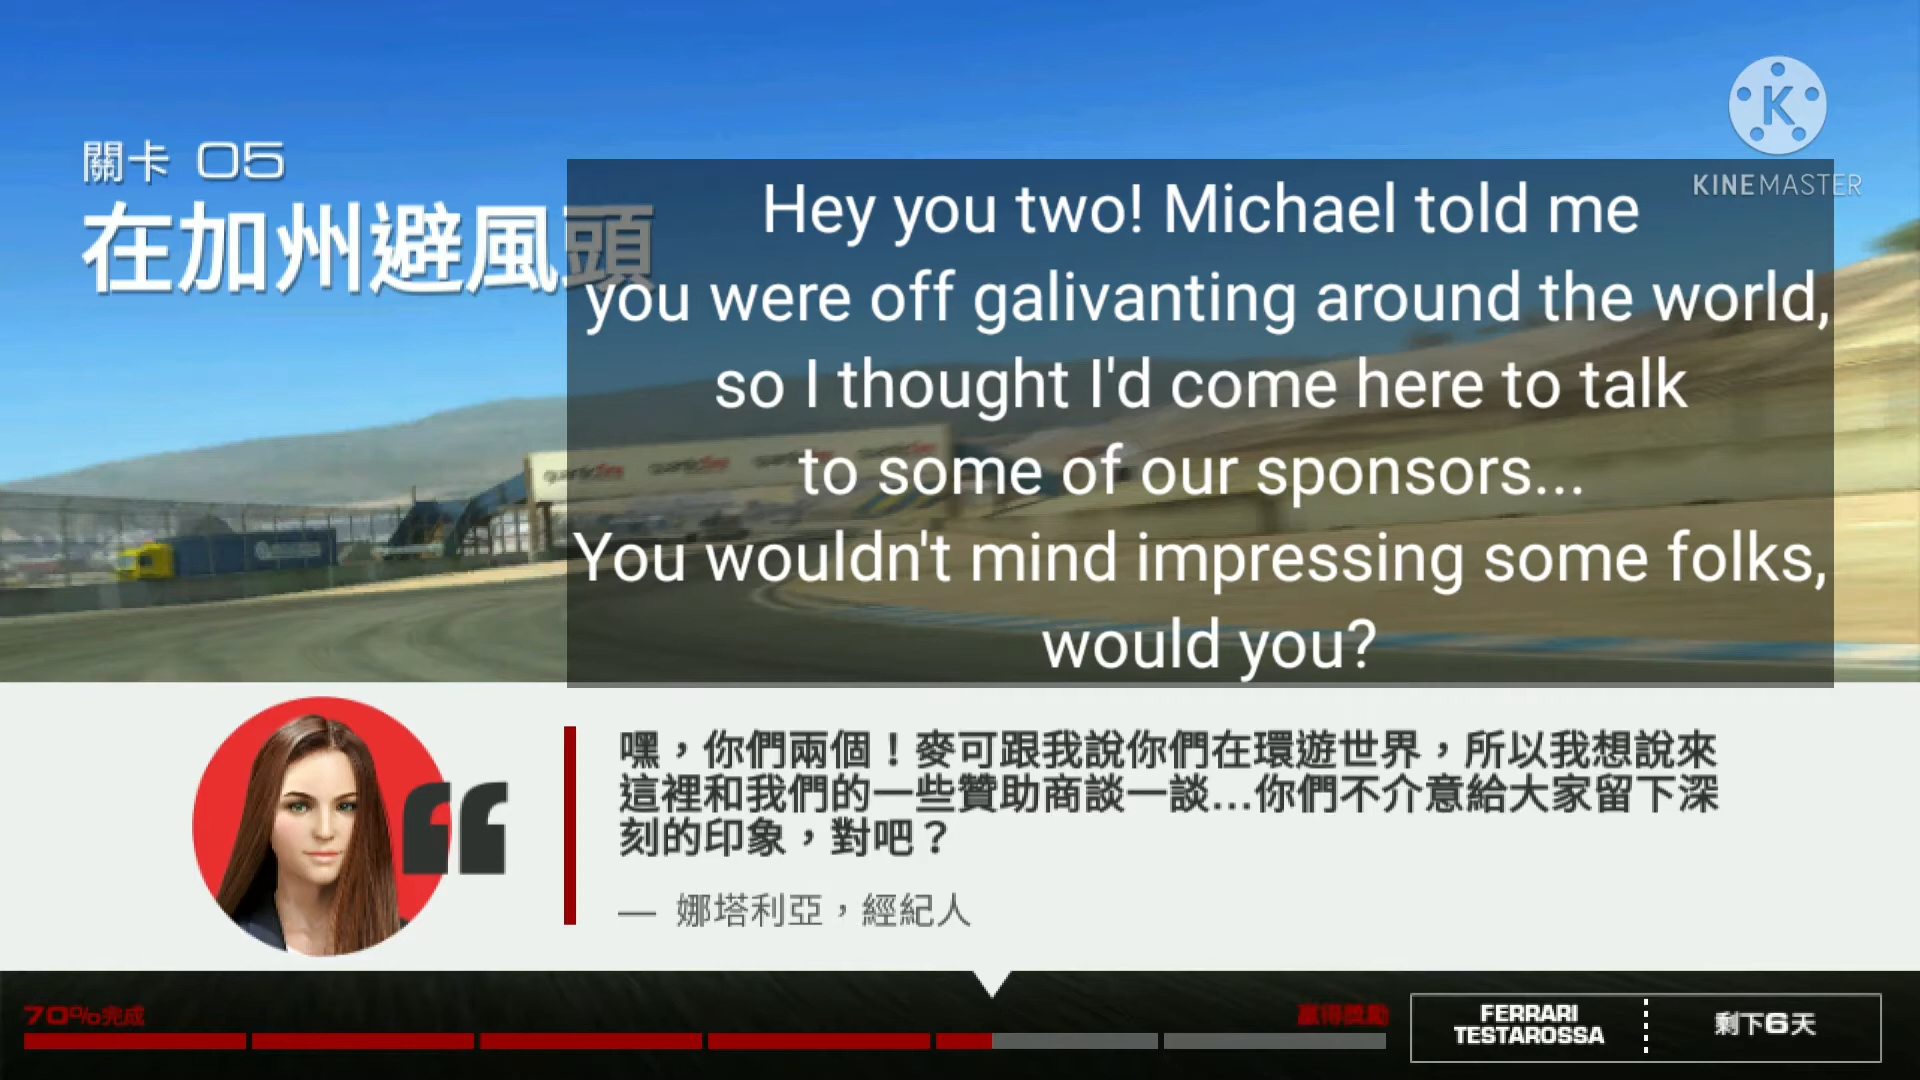 關卡 05
在加州避風頭
K
KINEMASTER
Hey you two! Michael told me
you were off galivanting around the world,
so I thought I'd come here to talk
to some of our sponsors...
You wouldn't mind impressing some folks,
would you?
嘿，你們兩個！麥可跟我說你們在環遊世界，所以我想說來
這裡和我們的一些贊助商談一談...你們不介意給大家留下深
刻的印象，對吧？
— 娜塔利亞，經紀人
70%完成
贏得獎勵
FERRARI
TESTAROSSA
剩下6天